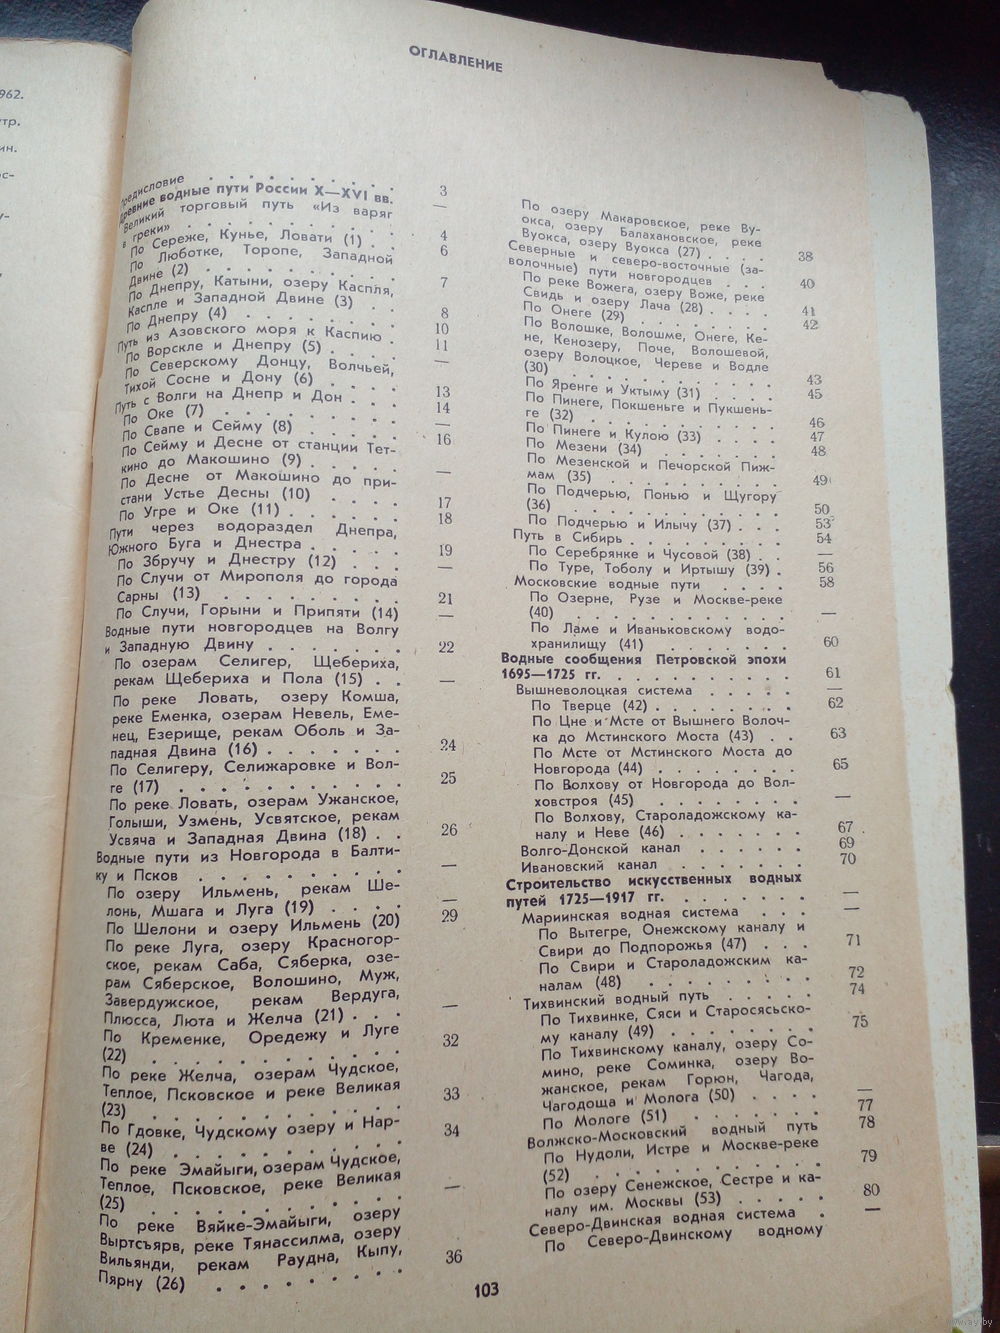 962.
тр.
ин.
ос-
у-
ОГЛАВЛЕНИЕ
Предисловие . . . . . . . . . 3
Древние водные пути России X—XVI вв. —
Великий торговый путь «Из варяг
в греки» . . . . . . . . . 4
По Сереже, Кунье, Ловати (1) . . 6
По Люботке, Торопе, Западной
Двине (2) . . . . . . . . . 7
По Днепру, Катыни, озеру Каспля,
Каспле и Западной Двине (3) . 8
По Днепру (4) . . . . . . . . 10
Путь из Азовского моря к Каспию . 11
По Ворскле и Днепру (5) . . . . —
По Северскому Донцу, Волчьей,
Тихой Сосне и Дону (6) . . . . 13
Путь с Волги на Днепр и Дон . . . 14
По Оке (7) . . . . . . . . . —
По Свапе и Сейму (8) . . . . . 16
По Сейму и Десне от станции Тет-
кино до Макошино (9) . . . . . —
По Десне от Макошино до при-
стани Устье Десны (10) . . . . 17
По Угре и Оке (11) . . . . . . 18
Пути через водораздел Днепра,
Южного Буга и Днестра . . . . . 19
По Збручу и Днестру (12) . . . —
По Случи от Мирополя до города
Сарны (13) . . . . . . . . . 21
По Случи, Горыни и Припяти (14) —
Водные пути новгородцев на Волгу
и Западную Двину . . . . . . . 22
По озерам Селигер, Щебериха,
рекам Щебериха и Пола (15) . . —
По реке Ловать, озеру Комша,
реке Еменка, озерам Невель, Еме-
нец, Езерище, рекам Оболь и За-
падная Двина (16) . . . . . . . 24
По Селигеру, Селижаровке и Вол-
ге (17) . . . . . . . . . . 25
По реке Ловать, озерам Ужанское,
Голыши, Узмень, Усвятское, рекам
Усвяча и Западная Двина (18) . . 26
Водные пути из Новгорода в Балти-
ку и Псков . . . . . . . . . —
По озеру Ильмень, рекам Ше-
лонь, Мшага и Луга (19) . . . . —
По Шелони и озеру Ильмень (20) 29
По реке Луга, озеру Красногор-
ское, рекам Саба, Сяберка, озе-
рам Сяберское, Волошино, Муж,
Завердужское, рекам Вердуга,
Плюсса, Люта и Желча (21) . . . —
По Кременке, Оредежу и Луге
(22) . . . . . . . . . . . 32
По реке Желча, озерам Чудское,
Теплое, Псковское и реке Великая
(23) . . . . . . . . . . . 33
По Гдовке, Чудскому озеру и Нар-
ве (24) . . . . . . . . . . 34
По реке Эмайыги, озерам Чудское,
Теплое, Псковское, реке Великая
(25) . . . . . . . . . . . —
По реке Вяйке-Эмайыги, озеру
Выртсъярв, реке Тянассилма, озеру
Вильянди, рекам Раудна, Кыпу,
Пярну (26) . . . . . . . . . 36
По озеру Макаровское, реке Ву-
окса, озеру Балахановское, реке
Вуокса, озеру Вуокса (27) . . . . 38
Северные и северо-восточные (за-
волочные) пути новгородцев . . . 40
По реке Вожега, озеру Воже, реке
Свидь и озеру Лача (28) . . . . 41
По Онеге (29) . . . . . . . . 42
По Волошке, Волошме, Онеге, Ке-
не, Кенозеру, Поче, Волошевой,
озеру Волоцкое, Череве и Водле
(30) . . . . . . . . . . . 43
По Яренге и Уктыму (31) . . . . 45
По Пинеге, Покшеньге и Пукшень-
ге (32) . . . . . . . . . . 46
По Пинеге и Кулою (33) . . . . 47
По Мезени (34) . . . . . . . 48
По Мезенской и Печорской Пиж-
мам (35) . . . . . . . . . 49
По Подчерью, Понью и Щугору
(36) . . . . . . . . . . . 50
По Подчерью и Илычу (37) . . . 53
Путь в Сибирь . . . . . . . . 54
По Серебрянке и Чусовой (38) . . —
По Туре, Тоболу и Иртышу (39) . 56
Московские водные пути . . . . 58
По Озерне, Рузе и Москве-реке
(40) . . . . . . . . . . . —
По Ламе и Иваньковскому водо-
хранилищу (41) . . . . . . . 60
Водные сообщения Петровской эпохи
1695—1725 гг. . . . . . . . . 61
Вышневолоцкая система . . . . . —
По Тверце (42) . . . . . . . . 62
По Цне и Мсте от Вышнего Волоч-
ка до Мстинского Моста (43) . . 63
По Мсте от Мстинского Моста до
Новгорода (44) . . . . . . . 65
По Волхову от Новгорода до Вол-
ховстроя (45) . . . . . . . . —
По Волхову, Староладожскому ка-
налу и Неве (46) . . . . . . . 67
Волго-Донской канал . . . . . . 69
Ивановский канал . . . . . . . 70
Строительство искусственных водных
путей 1725—1917 гг. . . . . . . —
Мариинская водная система . . . —
По Вытегре, Онежскому каналу и
Свири до Подпорожья (47) . . . 71
По Свири и Староладожским ка-
налам (48) . . . . . . . . . 72
Тихвинский водный путь . . . . . 74
По Тихвинке, Сяси и Старосясьско-
му каналу (49) . . . . . . . . 75
По Тихвинскому каналу, озеру Со-
мино, реке Соминка, озеру Во-
жанское, рекам Горюн, Чагода,
Чагодоща и Молога (50) . . . . —
По Мологе (51) . . . . . . . 77
Волжско-Московский водный путь 78
По Нудоли, Истре и Москве-реке
(52) . . . . . . . . . . . 79
По озеру Сенежское, Сестре и ка-
налу им. Москвы (53) . . . . . 80
Северо-Двинская водная система . —
По Северо-Двинскому водному
103
www.ay.by